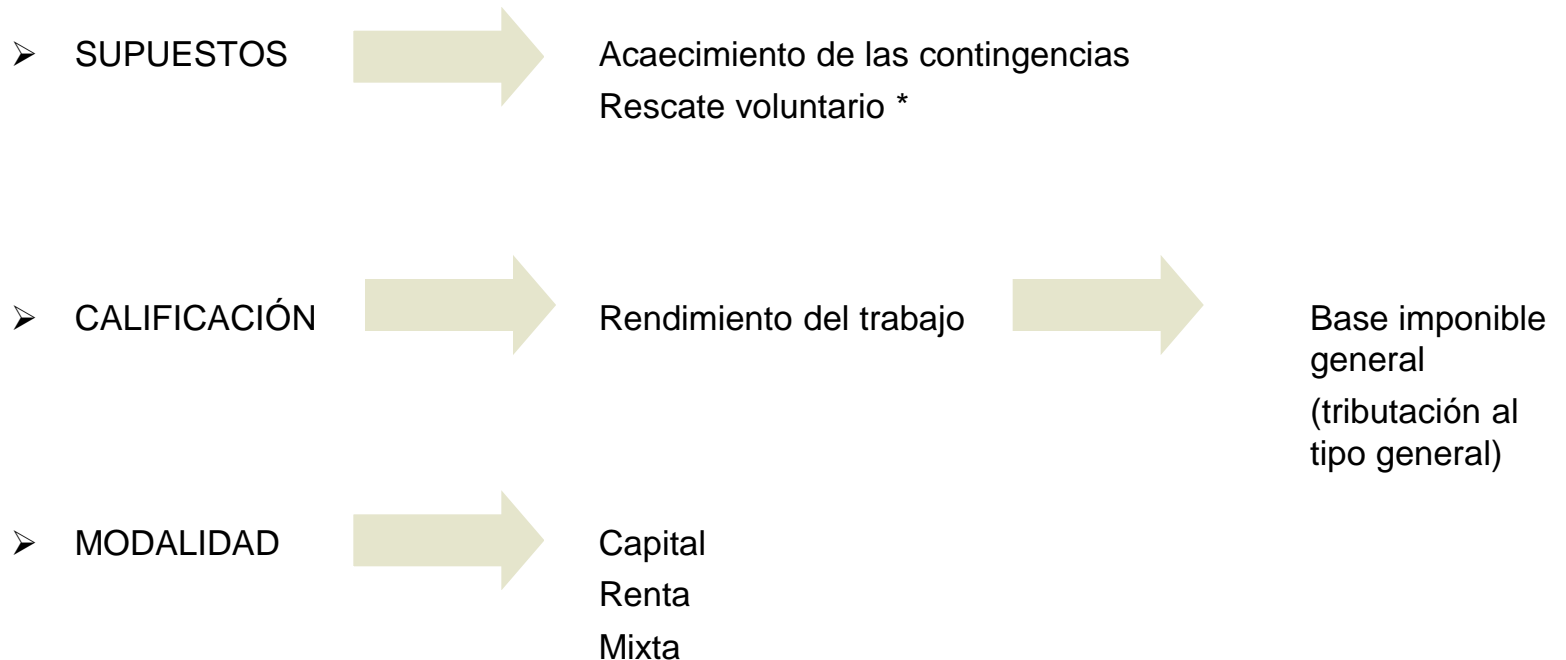 ➢ SUPUESTOS
Acaecimiento de las contingencias
Rescate voluntario *
➢ CALIFICACIÓN
Rendimiento del trabajo
Base imponible
general
(tributación al
tipo general)
➢ MODALIDAD
Capital
Renta
Mixta